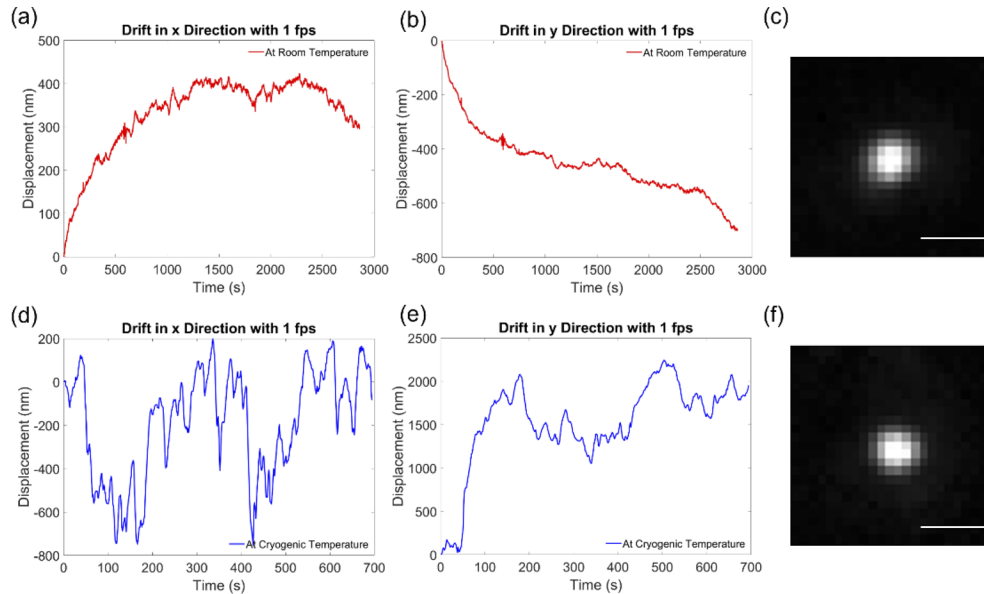 (a)
Drift in x Direction with 1 fps
500
400
300
200
100
0
Displacement (nm)
At Room Temperature
0 500 1000 1500 2000 2500 3000
Time (s)
(b)
Drift in y Direction with 1 fps
0
-200
-400
-600
-800
Displacement (nm)
At Room Temperature
0 500 1000 1500 2000 2500 3000
Time (s)
(c)
(d)
Drift in x Direction with 1 fps
200
0
-200
-400
-600
-800
Displacement (nm)
At Cryogenic Temperature
0 100 200 300 400 500 600 700
Time (s)
(e)
Drift in y Direction with 1 fps
2500
2000
1500
1000
500
0
Displacement (nm)
At Cryogenic Temperature
0 100 200 300 400 500 600 700
Time (s)
(f)